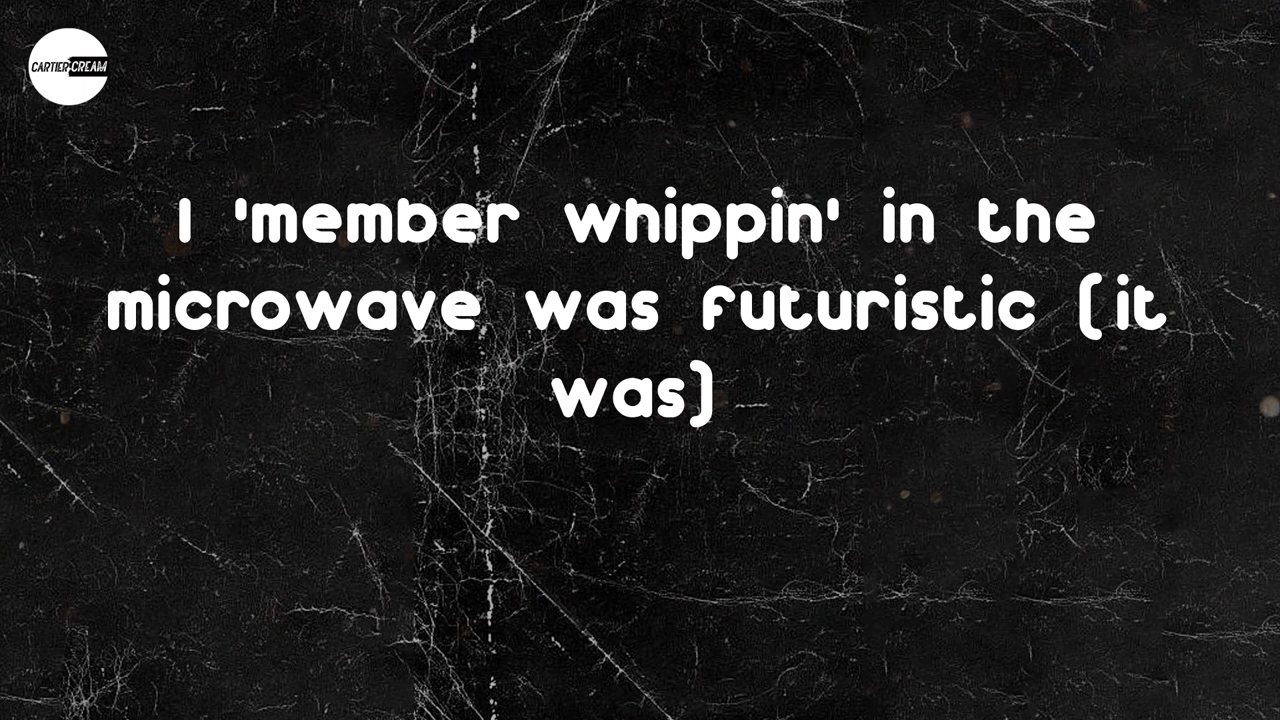 CARTIER CREAM
I 'member whippin' in the
microwave was futuristic (it
was)